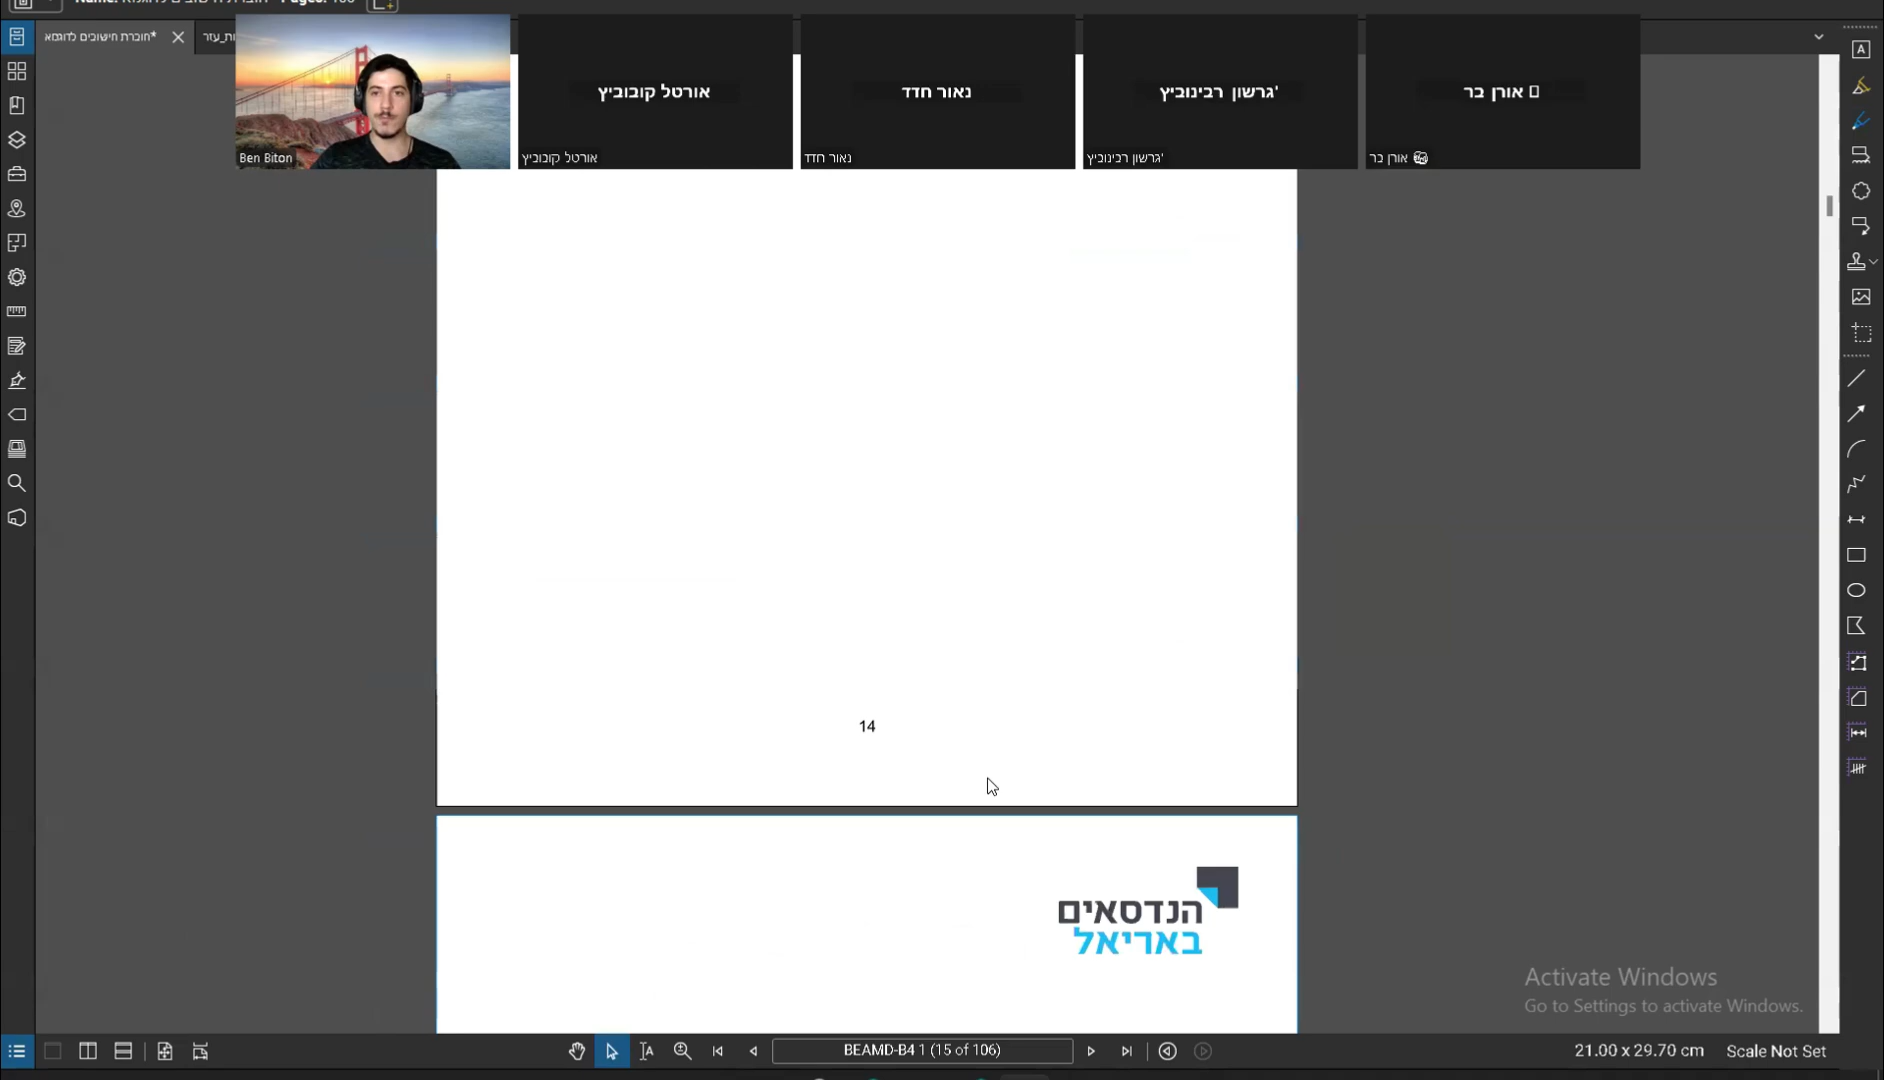 חוברת חישובים לדוגמא*
ות_עזר
אורטל קובוביץ
נאור חדד
גרשון רבינוביץ'
אורן בר
Ben Biton
אורטל קובוביץ
נאור חדד
גרשון רבינוביץ'
אורן בר
14
הנדסאים
באריאל
Activate Windows
Go to Settings to activate Windows.
BEAMD-B4 1 (15 of 106)
21.00 x 29.70 cm
Scale Not Set